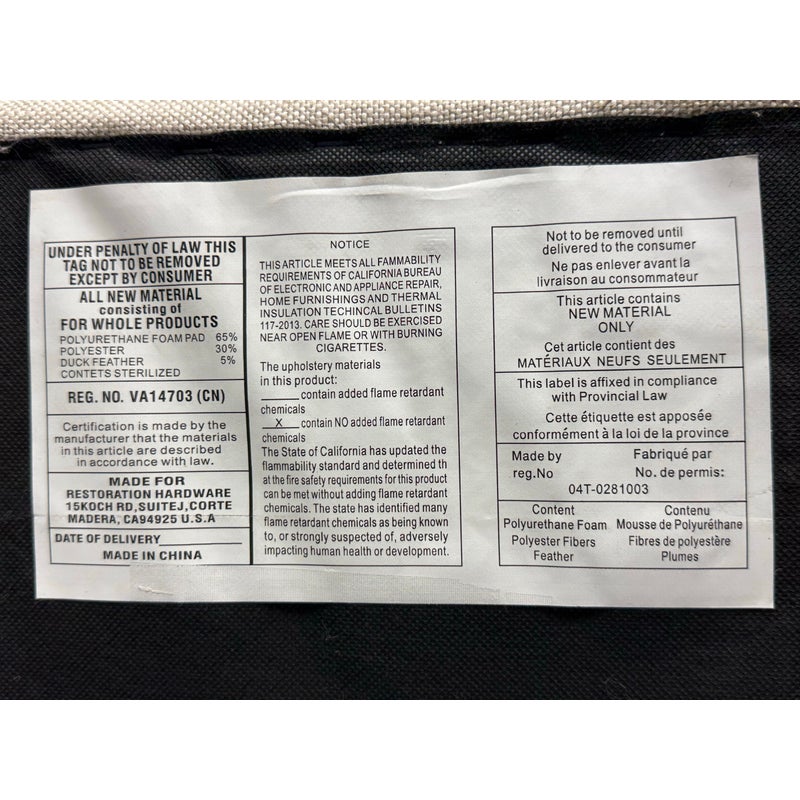 UNDER PENALTY OF LAW THIS
TAG NOT TO BE REMOVED
EXCEPT BY CONSUMER
ALL NEW MATERIAL
consisting of
FOR WHOLE PRODUCTS
POLYURETHANE FOAM PAD 65%
POLYESTER 30%
DUCK FEATHER 5%
CONTETS STERILIZED
REG. NO. VA14703 (CN)
Certification is made by the
manufacturer that the materials
in this article are described
in accordance with law.
MADE FOR
RESTORATION HARDWARE
15KOCH RD,SUITEJ,CORTE
MADERA, CA94925 U.S.A
DATE OF DELIVERY
MADE IN CHINA
NOTICE
THIS ARTICLE MEETS ALL FAMMABILITY
REQUIREMENTS OF CALIFORNIA BUREAU
OF ELECTRONIC AND APPLIANCE REPAIR,
HOME FURNISHINGS AND THERMAL
INSULATION TECHINCAL BULLETINS
117-2013. CARE SHOULD BE EXERCISED
NEAR OPEN FLAME OR WITH BURNING
CIGARETTES.
The upholstery materials
in this product:
_____ contain added flame retardant
chemicals
__X__ contain NO added flame retardant
chemicals
The State of California has updated the
flammability standard and determined th
at the fire safety requirements for this product
can be met without adding flame retardant
chemicals. The state has identified many
flame retardant chemicals as being known
to, or strongly suspected of, adversely
impacting human health or development.
Not to be removed until
delivered to the consumer
Ne pas enlever avant la
livraison au consommateur
This article contains
NEW MATERIAL
ONLY
Cet article contient des
MATÉRIAUX NEUFS SEULEMENT
This label is affixed in compliance
with Provincial Law
Cette étiquette est apposée
conformément à la loi de la province
Made by Fabriqué par
reg.No No. de permis:
04T-0281003
Content Contenu
Polyurethane Foam Mousse de Polyuréthane
Polyester Fibers Fibres de polyestère
Feather Plumes